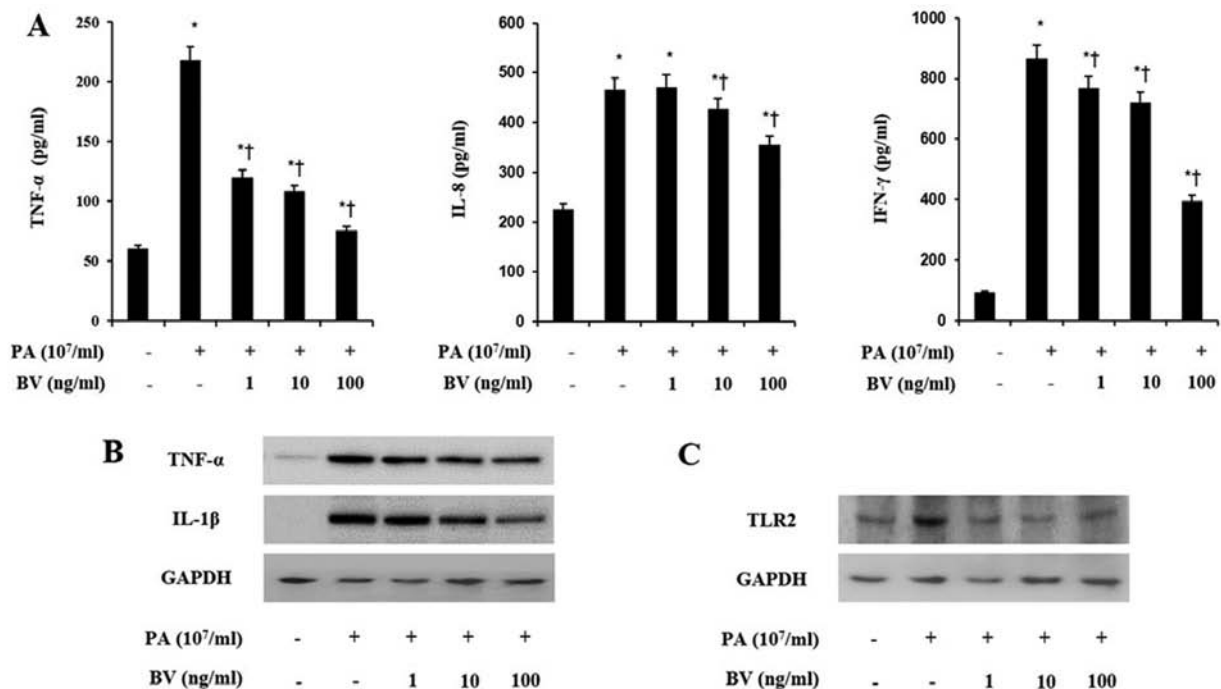 A
TNF-α (pg/ml)
250
200
150
100
50
0
*
*†
*†
*†
PA (10⁷/ml) - + + + +
BV (ng/ml) - - 1 10 100
IL-8 (pg/ml)
600
500
400
300
200
100
0
*
*
*†
*†
PA (10⁷/ml) - + + + +
BV (ng/ml) - - 1 10 100
IFN-γ (pg/ml)
1000
800
600
400
200
0
*
*†
*†
*†
PA (10⁷/ml) - + + + +
BV (ng/ml) - - 1 10 100
B
TNF-α
IL-1β
GAPDH
PA (10⁷/ml) - + + + +
BV (ng/ml) - - 1 10 100
C
TLR2
GAPDH
PA (10⁷/ml) - + + + +
BV (ng/ml) - - 1 10 100